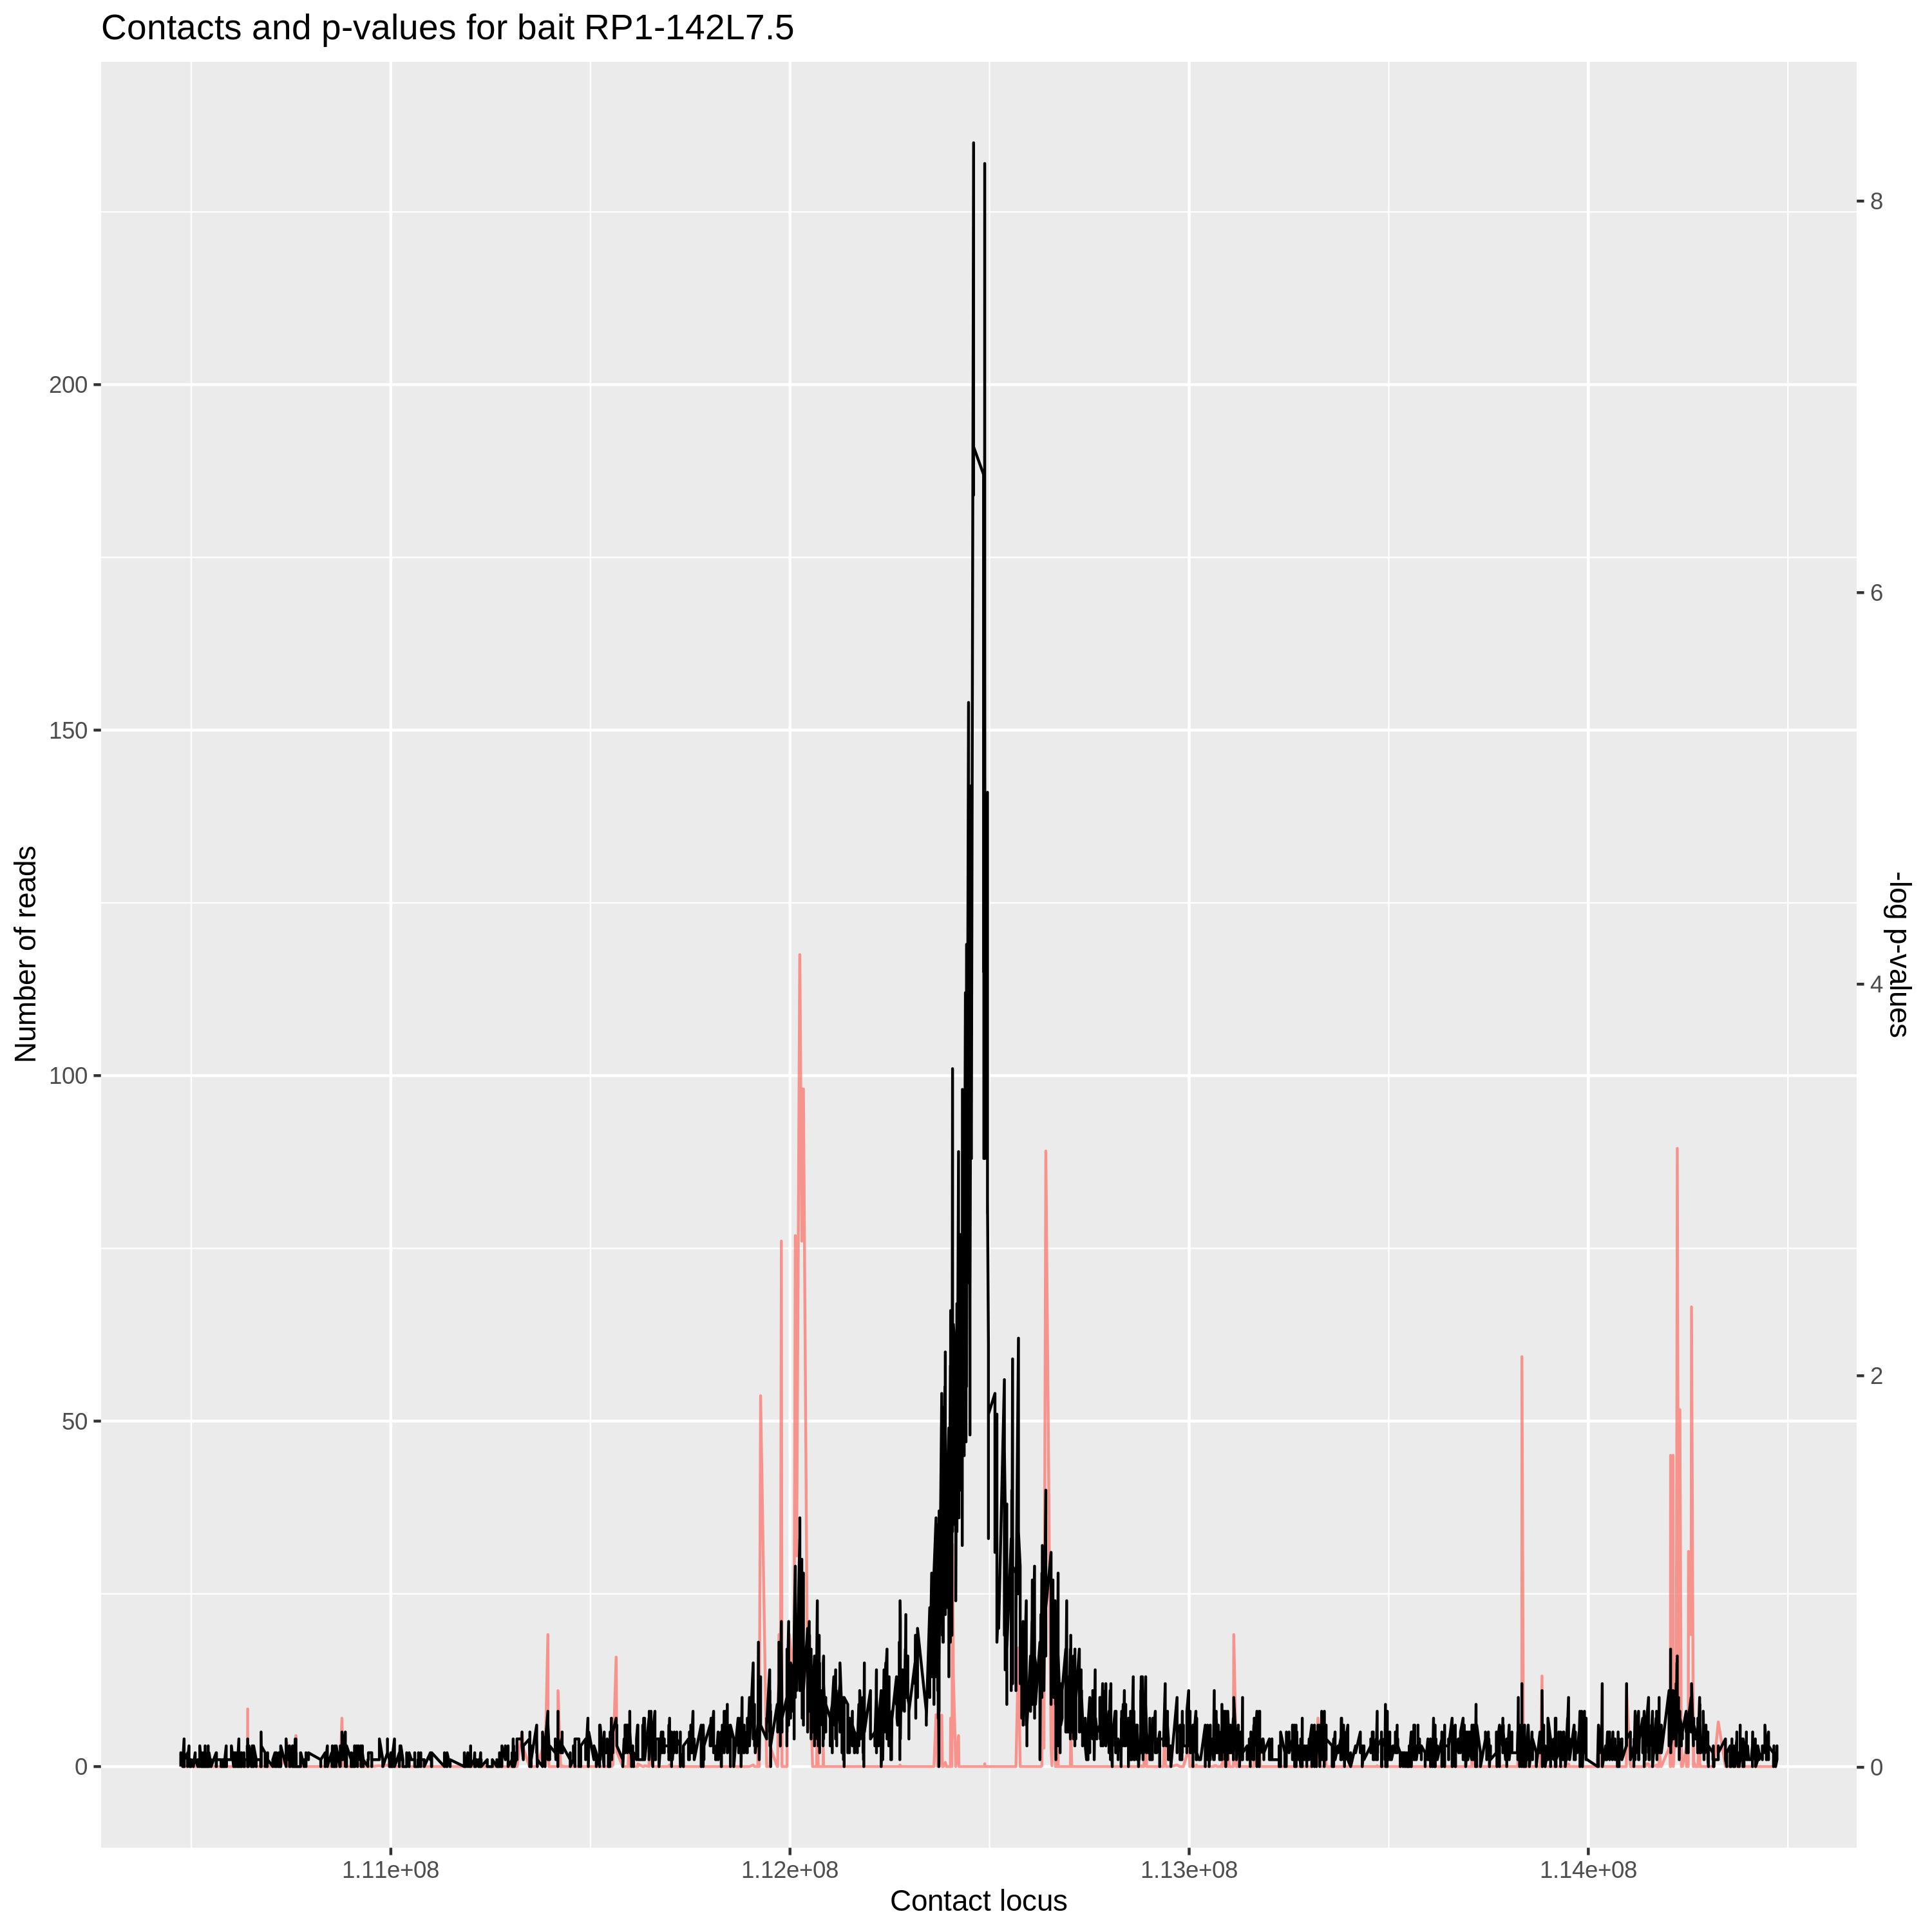 Contacts and p-values for bait RP1-142L7.5
Number of reads
200
150
100
50
0
8
6
4
2
0
-log p-values
1.11e+08
1.12e+08
1.13e+08
1.14e+08
Contact locus